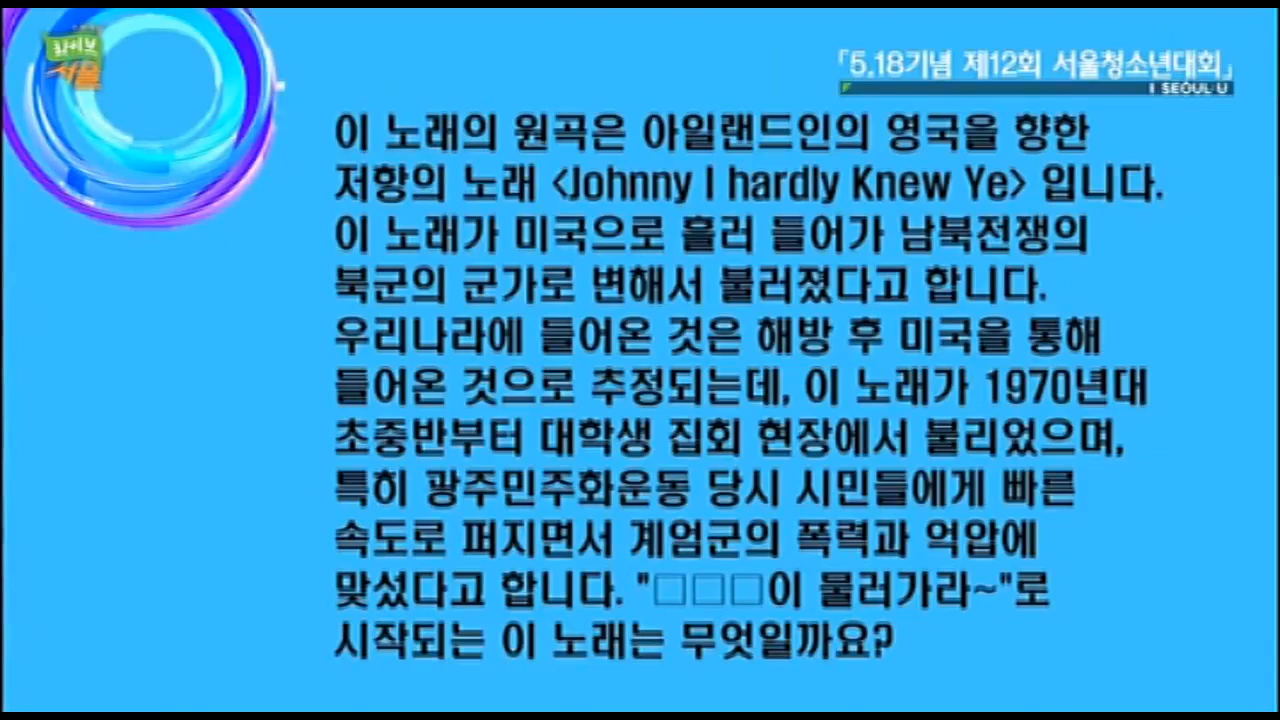 라이브
서울
「5.18기념 제12회 서울청소년대회」
I SEOUL U
이 노래의 원곡은 아일랜드인의 영국을 향한
저항의 노래 <Johnny I hardly Knew Ye> 입니다.
이 노래가 미국으로 흘러 들어가 남북전쟁의
북군의 군가로 변해서 불러졌다고 합니다.
우리나라에 들어온 것은 해방 후 미국을 통해
들어온 것으로 추정되는데, 이 노래가 1970년대
초중반부터 대학생 집회 현장에서 불리었으며,
특히 광주민주화운동 당시 시민들에게 빠른
속도로 퍼지면서 계엄군의 폭력과 억압에
맞섰다고 합니다. "□□□이 물러가라~"로
시작되는 이 노래는 무엇일까요?